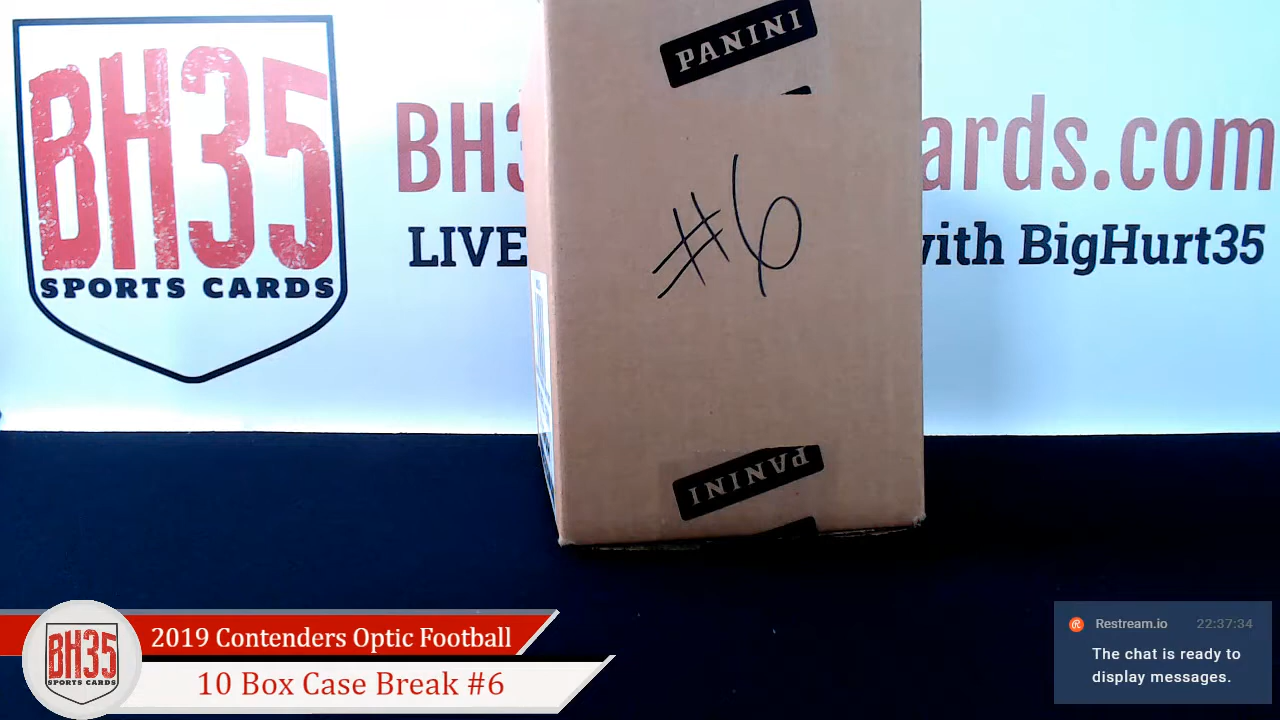 BH35
SPORTS CARDS
BH3 ards.com
LIVE with BigHurt35
PANINI
#6
PANINI
BH35
SPORTS CARDS
2019 Contenders Optic Football
10 Box Case Break #6
Restream.io 22:37:34
The chat is ready to
display messages.